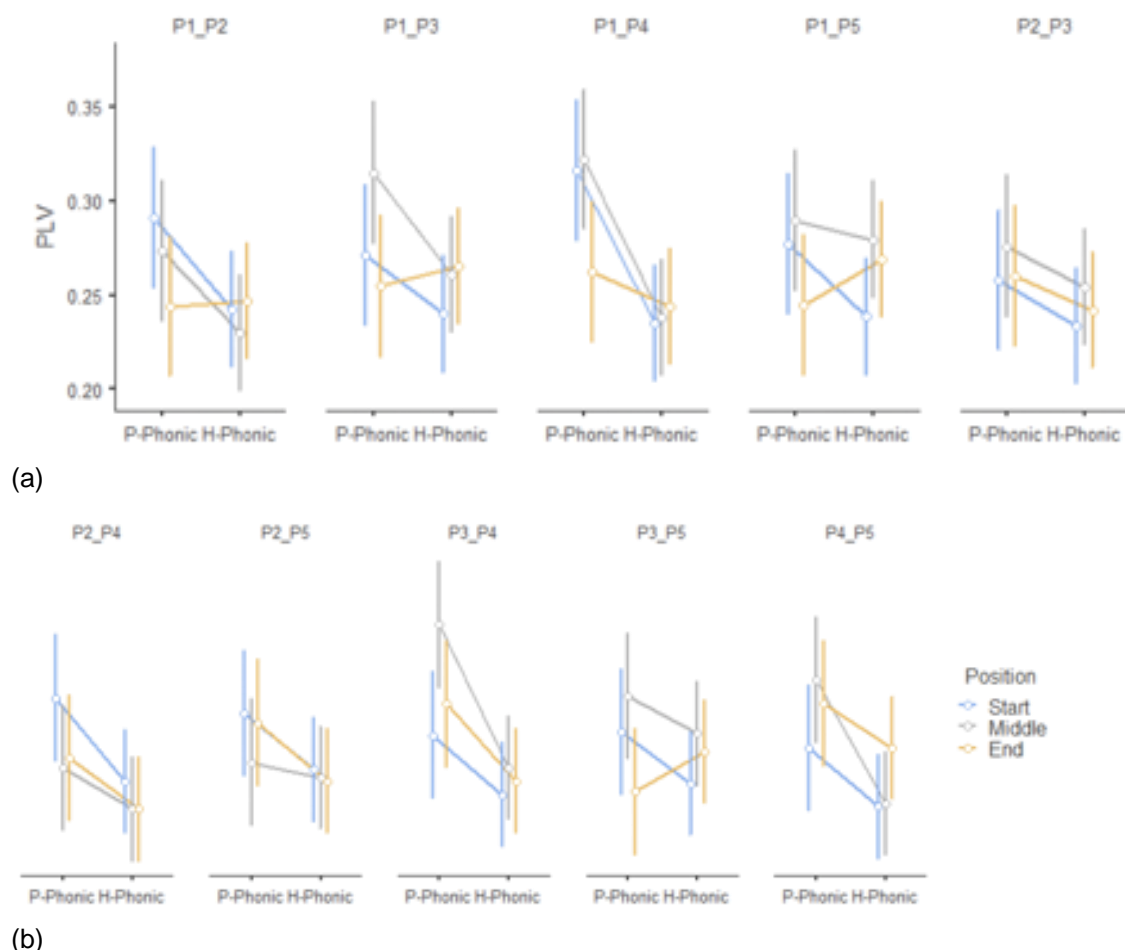 P1_P2 P1_P3 P1_P4 P1_P5 P2_P3
PLV
0.35
0.30
0.25
0.20
P-Phonic H-Phonic P-Phonic H-Phonic P-Phonic H-Phonic P-Phonic H-Phonic P-Phonic H-Phonic
(a)
P2_P4 P2_P5 P3_P4 P3_P5 P4_P5
Position
Start
Middle
End
P-Phonic H-Phonic P-Phonic H-Phonic P-Phonic H-Phonic P-Phonic H-Phonic P-Phonic H-Phonic
(b)